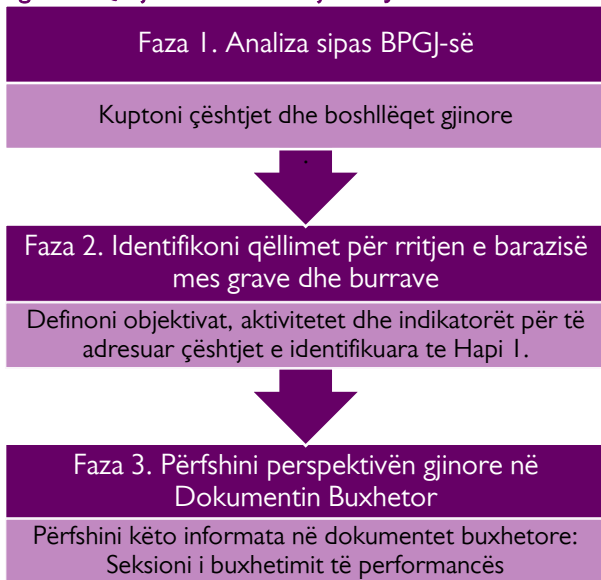 Faza 1. Analiza sipas BPGJ-së
Kuptoni çështjet dhe boshllëqet gjinore
Faza 2. Identifikoni qëllimet për rritjen e barazisë
mes grave dhe burrave
Definoni objektivat, aktivitetet dhe indikatorët për të
adresuar çështjet e identifikuara te Hapi 1.
Faza 3. Përfshini perspektivën gjinore në
Dokumentin Buxhetor
Përfshini këto informata në dokumentet buxhetore:
Seksioni i buxhetimit të performancës